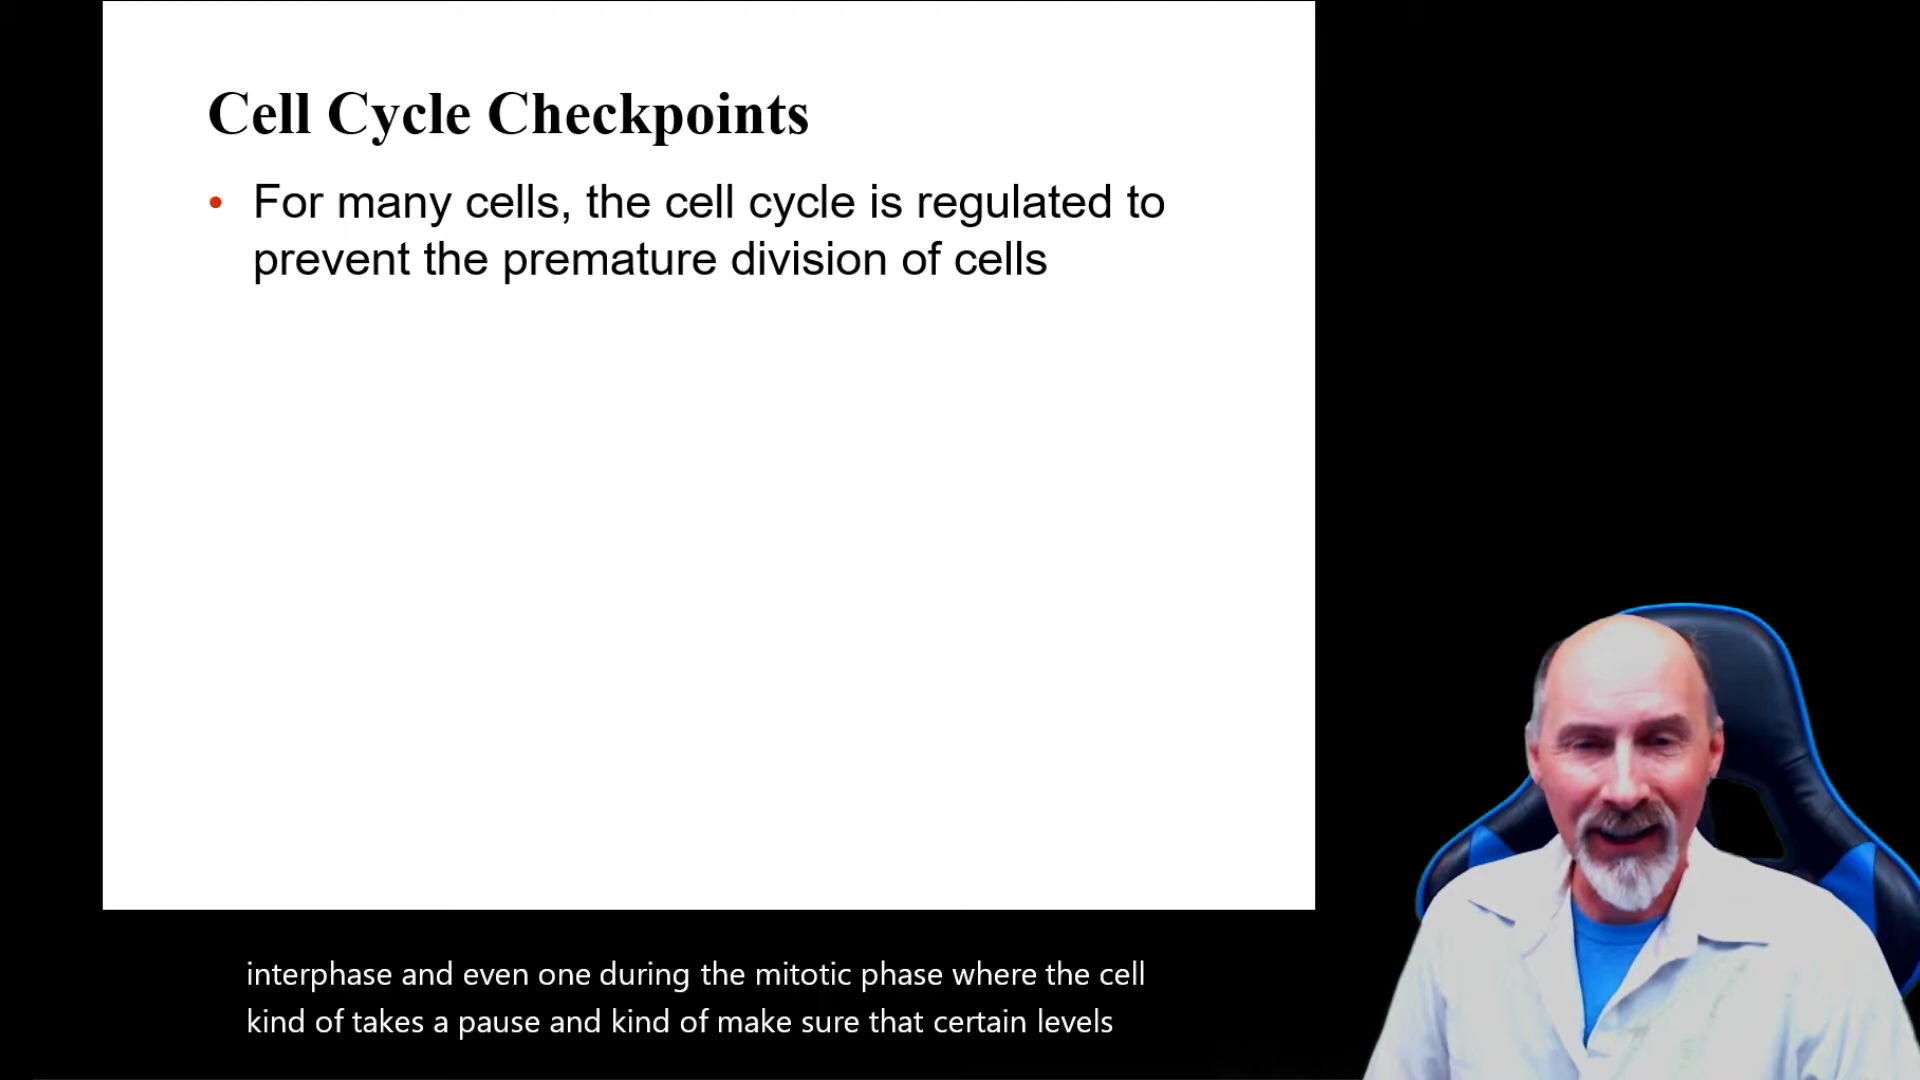 Cell Cycle Checkpoints
• For many cells, the cell cycle is regulated to
prevent the premature division of cells
interphase and even one during the mitotic phase where the cell
kind of takes a pause and kind of make sure that certain levels